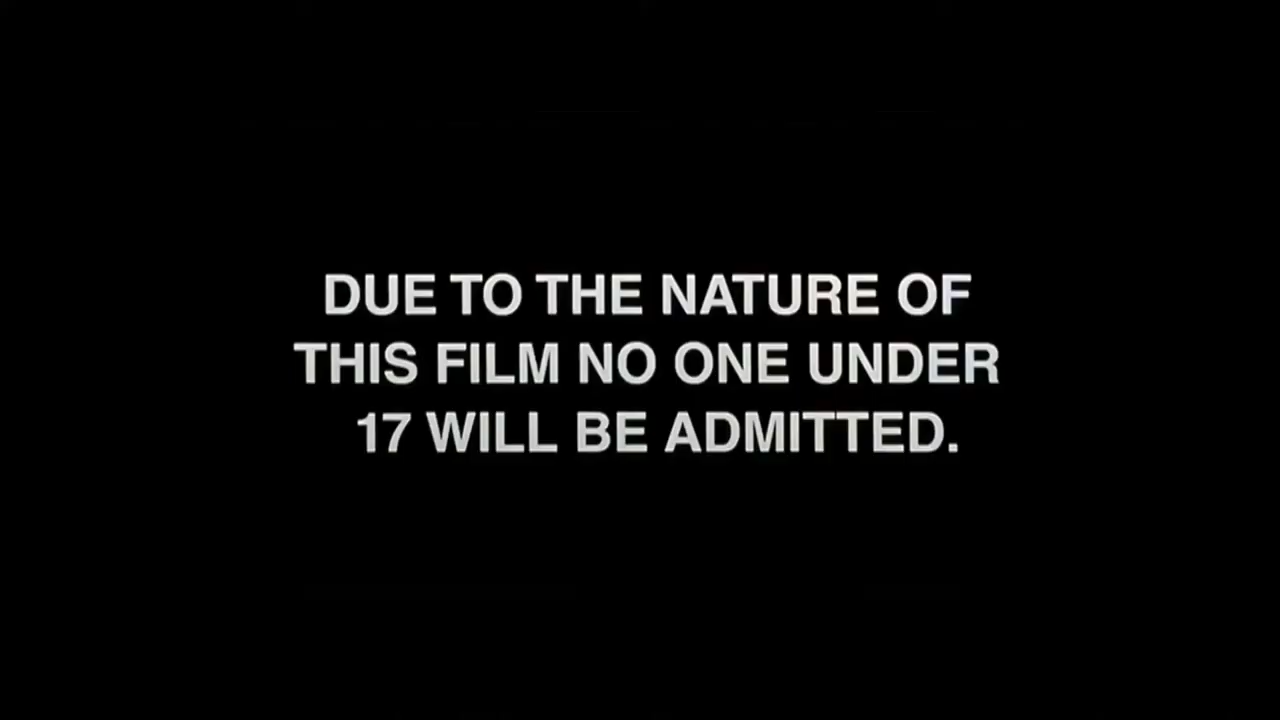 DUE TO THE NATURE OF
THIS FILM NO ONE UNDER
17 WILL BE ADMITTED.